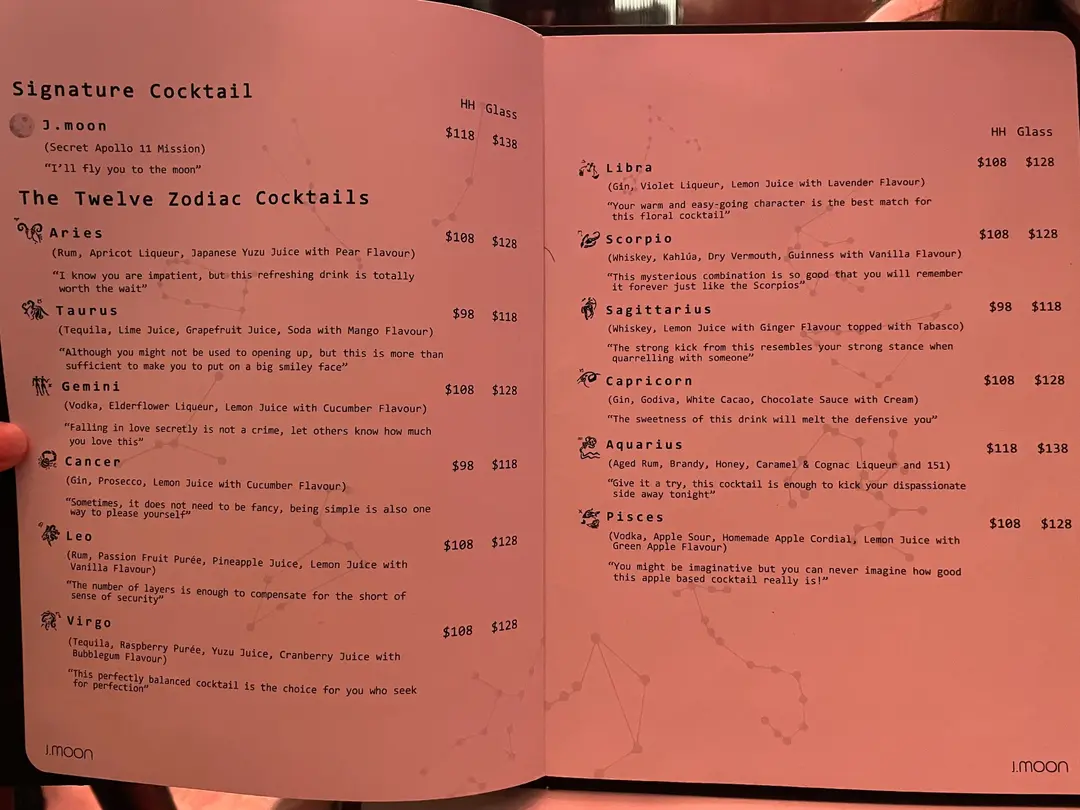 Signature Cocktail
HH Glass
J.moon $118 $138
(Secret Apollo 11 Mission)
“I’ll fly you to the moon”
The Twelve Zodiac Cocktails
Aries $108 $128
(Rum, Apricot Liqueur, Japanese Yuzu Juice with Pear Flavour)
“I know you are impatient, but this refreshing drink is totally
worth the wait”
Taurus $98 $118
(Tequila, Lime Juice, Grapefruit Juice, Soda with Mango Flavour)
“Although you might not be used to opening up, but this is more than
sufficient to make you to put on a big smiley face”
Gemini $108 $128
(Vodka, Elderflower Liqueur, Lemon Juice with Cucumber Flavour)
“Falling in love secretly is not a crime, let others know how much
you love this”
Cancer $98 $118
(Gin, Prosecco, Lemon Juice with Cucumber Flavour)
“Sometimes, it does not need to be fancy, being simple is also one
way to please yourself”
Leo $108 $128
(Rum, Passion Fruit Purée, Pineapple Juice, Lemon Juice with
Vanilla Flavour)
“The number of layers is enough to compensate for the short of
sense of security”
Virgo $108 $128
(Tequila, Raspberry Purée, Yuzu Juice, Cranberry Juice with
Bubblegum Flavour)
“This perfectly balanced cocktail is the choice for you who seek
for perfection”
J.MOON
HH Glass
Libra $108 $128
(Gin, Violet Liqueur, Lemon Juice with Lavender Flavour)
“Your warm and easy-going character is the best match for
this floral cocktail”
Scorpio $108 $128
(Whiskey, Kahlúa, Dry Vermouth, Guinness with Vanilla Flavour)
“This mysterious combination is so good that you will remember
it forever just like the Scorpios”
Sagittarius $98 $118
(Whiskey, Lemon Juice with Ginger Flavour topped with Tabasco)
“The strong kick from this resembles your strong stance when
quarrelling with someone”
Capricorn $108 $128
(Gin, Godiva, White Cacao, Chocolate Sauce with Cream)
“The sweetness of this drink will melt the defensive you”
Aquarius $118 $138
(Aged Rum, Brandy, Honey, Caramel & Cognac Liqueur and 151)
“Give it a try, this cocktail is enough to kick your dispassionate
side away tonight”
Pisces $108 $128
(Vodka, Apple Sour, Homemade Apple Cordial, Lemon Juice with
Green Apple Flavour)
“You might be imaginative but you can never imagine how good
this apple based cocktail really is!”
J.MOON